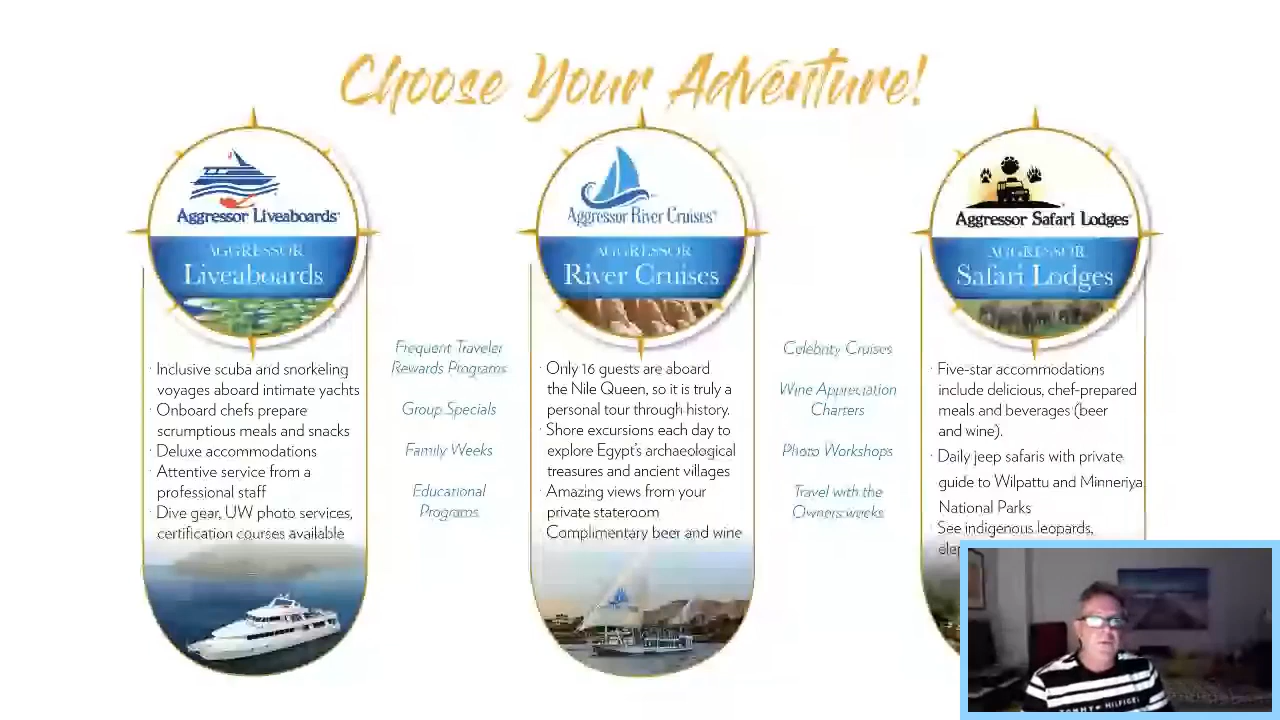 Choose Your Adventure!
Aggressor Liveaboards
AGGRESSOR
Liveaboards
· Inclusive scuba and snorkeling
voyages aboard intimate yachts
· Onboard chefs prepare
scrumptious meals and snacks
· Deluxe accommodations
· Attentive service from a
professional staff
· Dive gear, UW photo services,
certification courses available
Frequent Traveler
Rewards Programs
Group Specials
Family Weeks
Educational
Programs
Aggressor River Cruises®
AGGRESSOR
River Cruises
· Only 16 guests are aboard
the Nile Queen, so it is truly a
personal tour through history.
· Shore excursions each day to
explore Egypt's archaeological
treasures and ancient villages
· Amazing views from your
private stateroom
· Complimentary beer and wine
Celebrity Cruises
Wine Appreciation
Charters
Photo Workshops
Travel with the
Owners weeks
Aggressor Safari Lodges®
AGGRESSOR
Safari Lodges
· Five-star accommodations
include delicious, chef-prepared
meals and beverages (beer
and wine).
· Daily jeep safaris with private
guide to Wilpattu and Minneriya
National Parks
· See indigenous leopards,
TOMMY HILFIGER